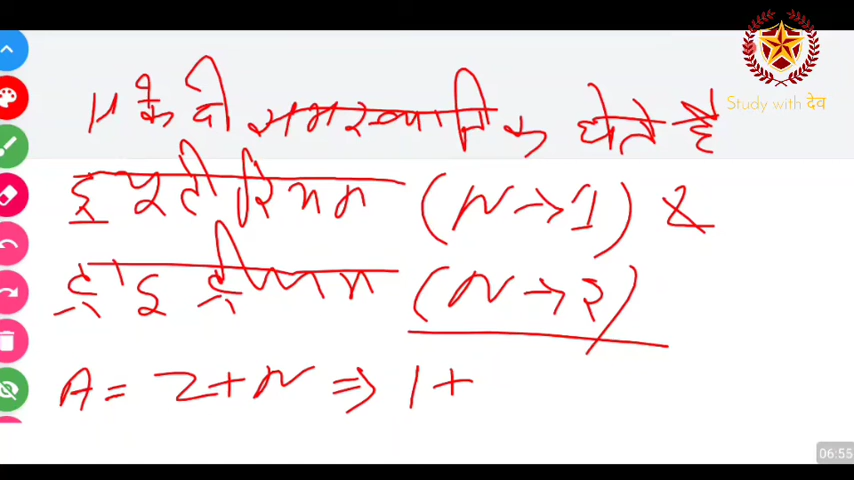 Study with देव
H के दो समस्थानिक होते है
ड्यूटीरियम (N → 1) &
ट्राइटीयम (N → 2)
A = Z + N ⇒ 1 +
06:55